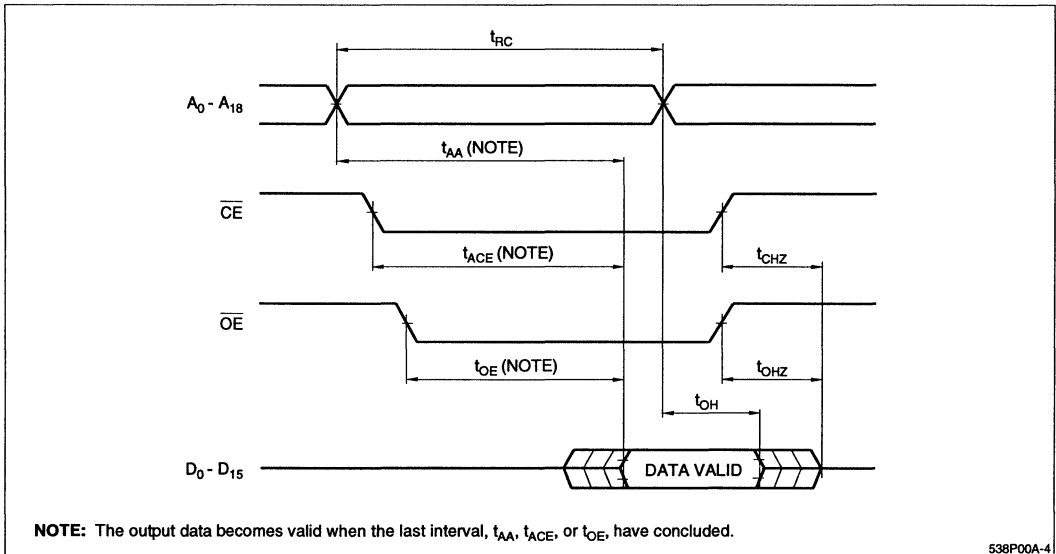 tRC
A0 - A18
tAA (NOTE)
CE
tACE (NOTE)
tCHZ
OE
tOE (NOTE)
tOHZ
tOH
D0 - D15
DATA VALID
NOTE: The output data becomes valid when the last interval, tAA, tACE, or tOE, have concluded.
538P00A-4